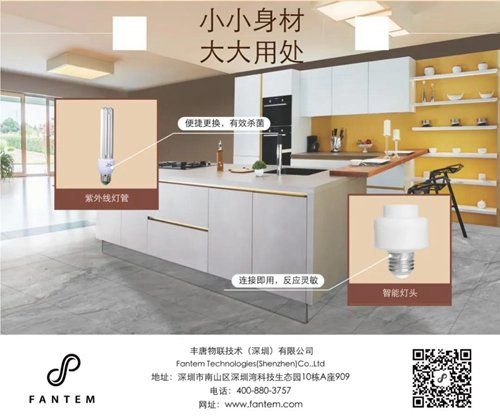 小小身材
大大用处
便捷更换，有效杀菌
紫外线灯管
连接即用，反应灵敏
智能灯头
FANTEM
丰唐物联技术（深圳）有限公司
Fantem Technologies(Shenzhen)Co.,Ltd
地址：深圳市南山区深圳湾科技生态园10栋A座909
电话：400-880-3757
网址：www.fantem.com